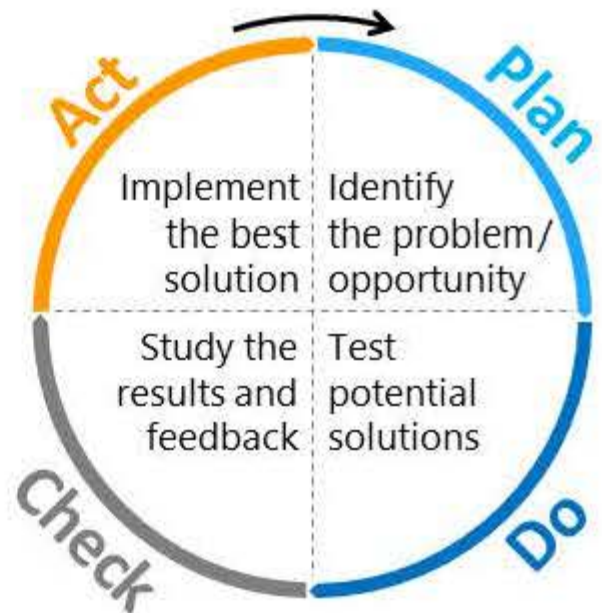 Act
Plan
Implement
the best
solution
Identify
the problem/
opportunity
Study the
results and
feedback
Test
potential
solutions
Check
Do